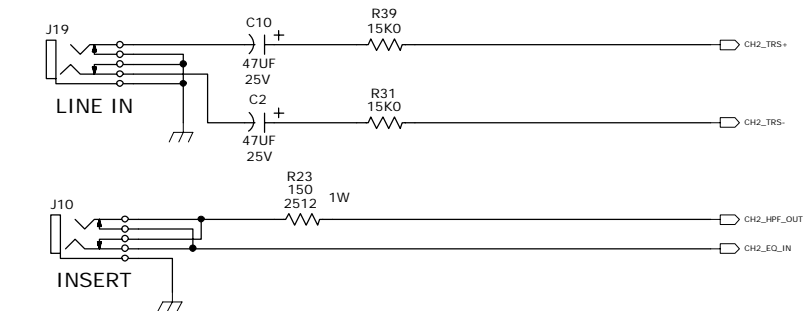 J19
LINE IN
C10
+
47UF
25V
R39
15K0
CH2_TRS+
C2
+
47UF
25V
R31
15K0
CH2_TRS-
J10
INSERT
R23
150
2512
1W
CH2_HPF_OUT
CH2_EQ_IN